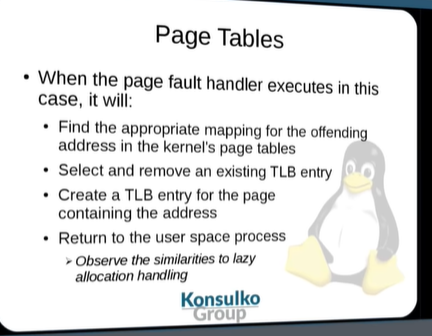 Page Tables
• When the page fault handler executes in this
case, it will:
• Find the appropriate mapping for the offending
address in the kernel's page tables
• Select and remove an existing TLB entry
• Create a TLB entry for the page
containing the address
• Return to the user space process
➢ Observe the similarities to lazy
allocation handling
Konsulko
Group